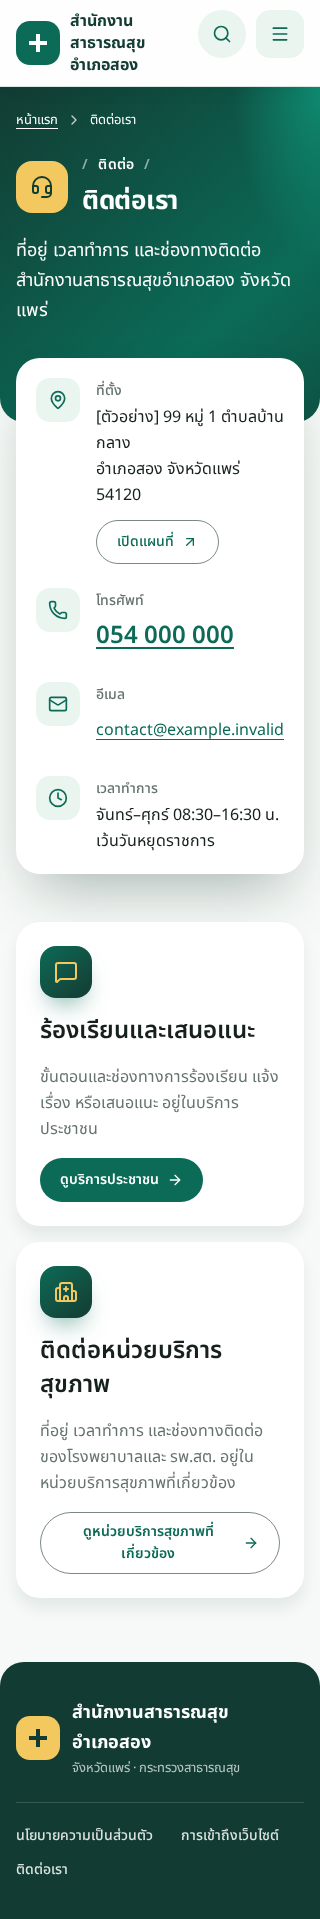 สำนักงาน
สาธารณสุข
อำเภอสอง
หน้าแรก > ติดต่อเรา
/ ติดต่อ /
ติดต่อเรา
ที่อยู่ เวลาทำการ และช่องทางติดต่อ
สำนักงานสาธารณสุขอำเภอสอง จังหวัด
แพร่
ที่ตั้ง
[ตัวอย่าง] 99 หมู่ 1 ตำบลบ้าน
กลาง
อำเภอสอง จังหวัดแพร่
54120
เปิดแผนที่
โทรศัพท์
054 000 000
อีเมล
contact@example.invalid
เวลาทำการ
จันทร์–ศุกร์ 08:30–16:30 น.
เว้นวันหยุดราชการ
ร้องเรียนและเสนอแนะ
ขั้นตอนและช่องทางการร้องเรียน แจ้ง
เรื่อง หรือเสนอแนะ อยู่ในบริการ
ประชาชน
ดูบริการประชาชน
ติดต่อหน่วยบริการ
สุขภาพ
ที่อยู่ เวลาทำการ และช่องทางติดต่อ
ของโรงพยาบาลและ รพ.สต. อยู่ใน
หน่วยบริการสุขภาพที่เกี่ยวข้อง
ดูหน่วยบริการสุขภาพที่
เกี่ยวข้อง
สำนักงานสาธารณสุข
อำเภอสอง
จังหวัดแพร่ · กระทรวงสาธารณสุข
นโยบายความเป็นส่วนตัว การเข้าถึงเว็บไซต์
ติดต่อเรา